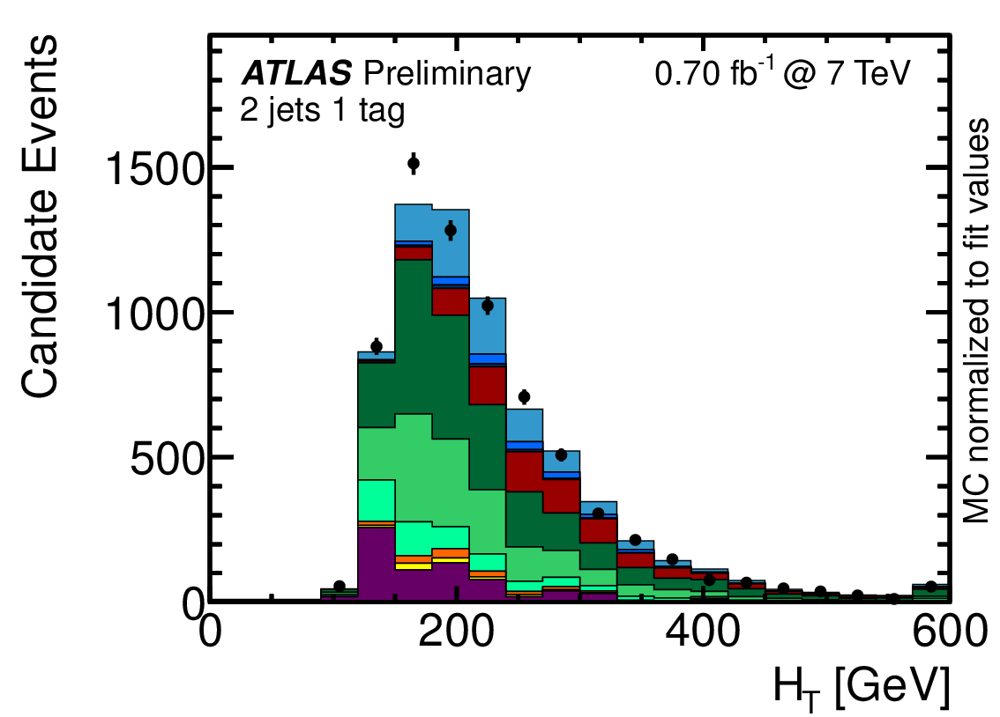 ATLAS Preliminary
0.70 fb-1 @ 7 TeV
2 jets 1 tag
Candidate Events
1500
1000
500
0
0 200 400 600
HT [GeV]
MC normalized to fit values